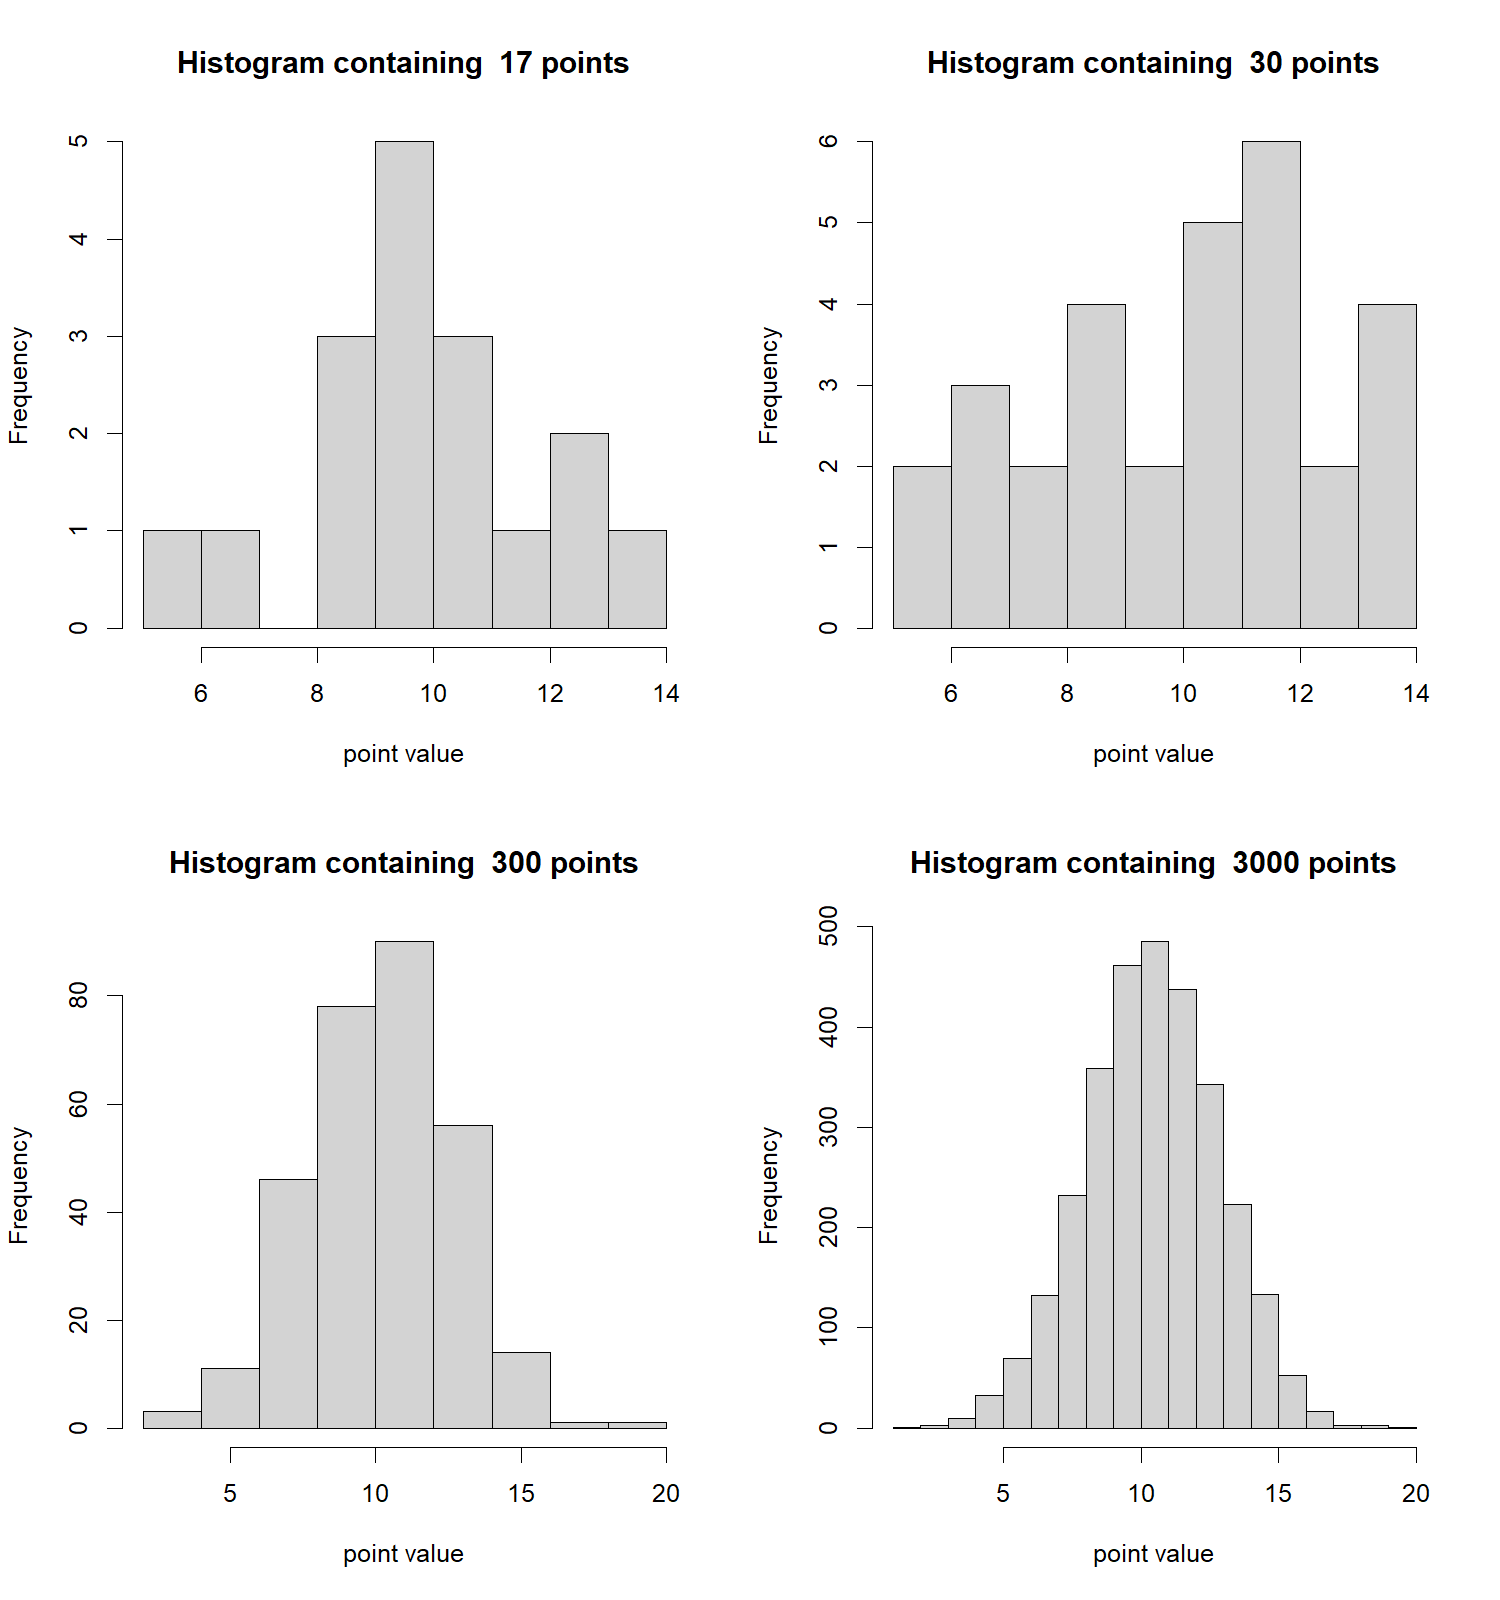 Histogram containing  17 points
5
4
3
2
1
0
Frequency
6 8 10 12 14
point value
Histogram containing  30 points
6
5
4
3
2
1
0
Frequency
6 8 10 12 14
point value
Histogram containing  300 points
80
60
40
20
0
Frequency
5 10 15 20
point value
Histogram containing  3000 points
500
400
300
200
100
0
Frequency
5 10 15 20
point value